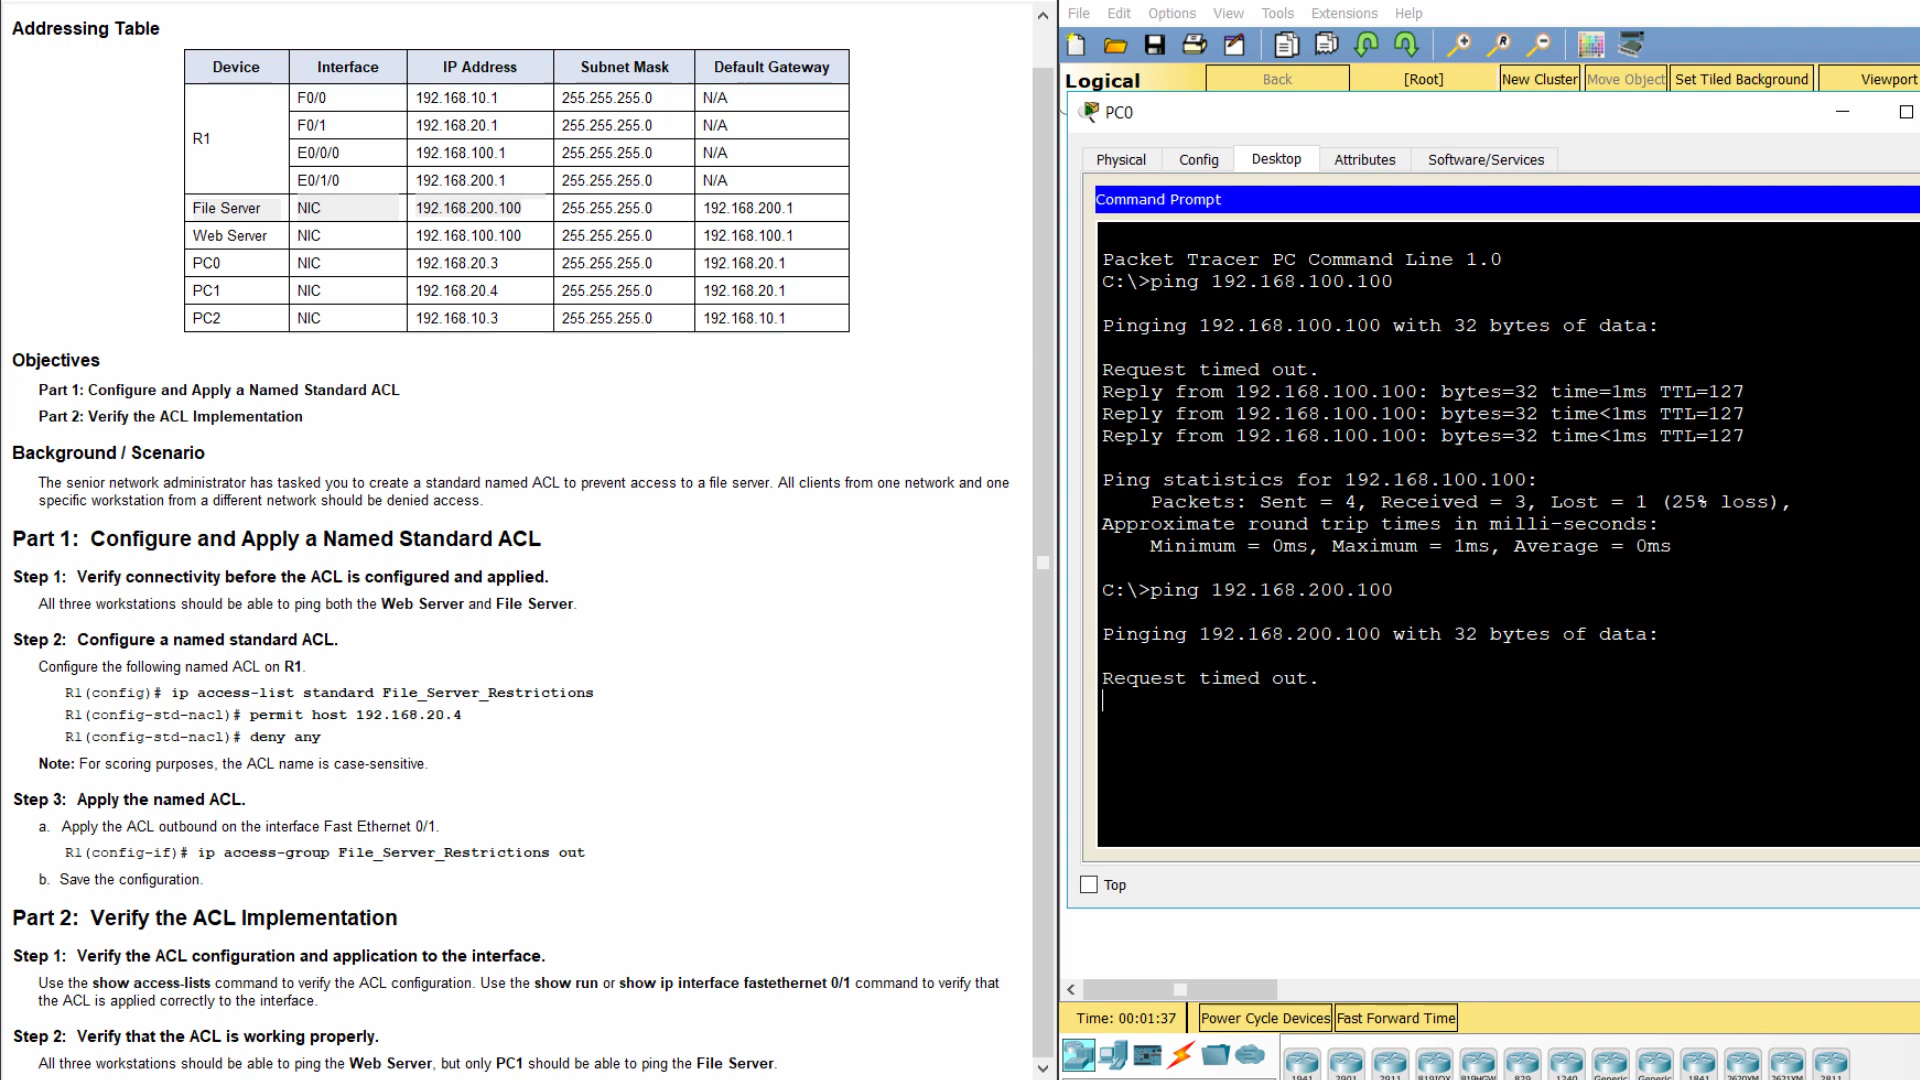 Addressing Table
Device Interface IP Address Subnet Mask Default Gateway
R1
F0/0 192.168.10.1 255.255.255.0 N/A
F0/1 192.168.20.1 255.255.255.0 N/A
E0/0/0 192.168.100.1 255.255.255.0 N/A
E0/1/0 192.168.200.1 255.255.255.0 N/A
File Server NIC 192.168.200.100 255.255.255.0 192.168.200.1
Web Server NIC 192.168.100.100 255.255.255.0 192.168.100.1
PC0 NIC 192.168.20.3 255.255.255.0 192.168.20.1
PC1 NIC 192.168.20.4 255.255.255.0 192.168.20.1
PC2 NIC 192.168.10.3 255.255.255.0 192.168.10.1
Objectives
Part 1: Configure and Apply a Named Standard ACL
Part 2: Verify the ACL Implementation
Background / Scenario
The senior network administrator has tasked you to create a standard named ACL to prevent access to a file server. All clients from one network and one
specific workstation from a different network should be denied access.
Part 1: Configure and Apply a Named Standard ACL
Step 1: Verify connectivity before the ACL is configured and applied.
All three workstations should be able to ping both the Web Server and File Server.
Step 2: Configure a named standard ACL.
Configure the following named ACL on R1.
R1(config)# ip access-list standard File_Server_Restrictions
R1(config-std-nacl)# permit host 192.168.20.4
R1(config-std-nacl)# deny any
Note: For scoring purposes, the ACL name is case-sensitive.
Step 3: Apply the named ACL.
a. Apply the ACL outbound on the interface Fast Ethernet 0/1.
R1(config-if)# ip access-group File_Server_Restrictions out
b. Save the configuration.
Part 2: Verify the ACL Implementation
Step 1: Verify the ACL configuration and application to the interface.
Use the show access-lists command to verify the ACL configuration. Use the show run or show ip interface fastethernet 0/1 command to verify that
the ACL is applied correctly to the interface.
Step 2: Verify that the ACL is working properly.
All three workstations should be able to ping the Web Server, but only PC1 should be able to ping the File Server.
File Edit Options View Tools Extensions Help
Logical Back [Root] New Cluster Move Object Set Tiled Background Viewport
PC0
Physical Config Desktop Attributes Software/Services
Command Prompt
Packet Tracer PC Command Line 1.0
C:\>ping 192.168.100.100
Pinging 192.168.100.100 with 32 bytes of data:
Request timed out.
Reply from 192.168.100.100: bytes=32 time=1ms TTL=127
Reply from 192.168.100.100: bytes=32 time<1ms TTL=127
Reply from 192.168.100.100: bytes=32 time<1ms TTL=127
Ping statistics for 192.168.100.100:
Packets: Sent = 4, Received = 3, Lost = 1 (25% loss),
Approximate round trip times in milli-seconds:
Minimum = 0ms, Maximum = 1ms, Average = 0ms
C:\>ping 192.168.200.100
Pinging 192.168.200.100 with 32 bytes of data:
Request timed out.
Top
Time: 00:01:37 Power Cycle Devices Fast Forward Time